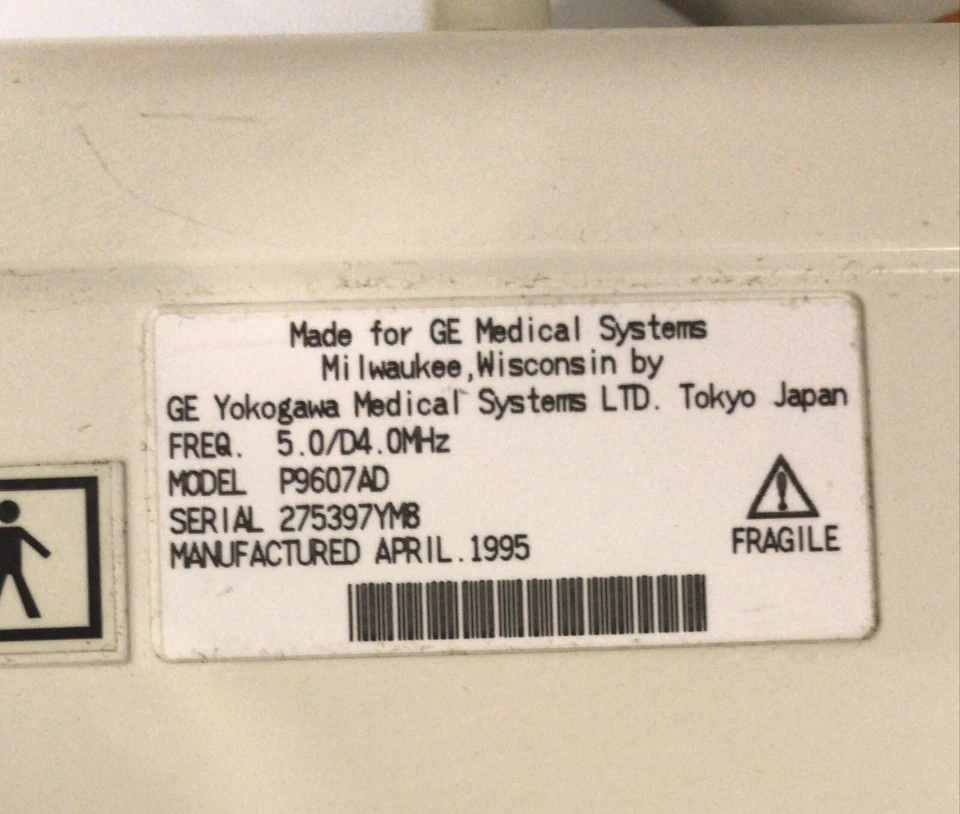 Made for GE Medical Systems
Milwaukee,Wisconsin by
GE Yokogawa Medical Systems LTD. Tokyo Japan
FREQ. 5.0/D4.0MHz
MODEL P9607AD
SERIAL 275397YM8
MANUFACTURED APRIL.1995
FRAGILE